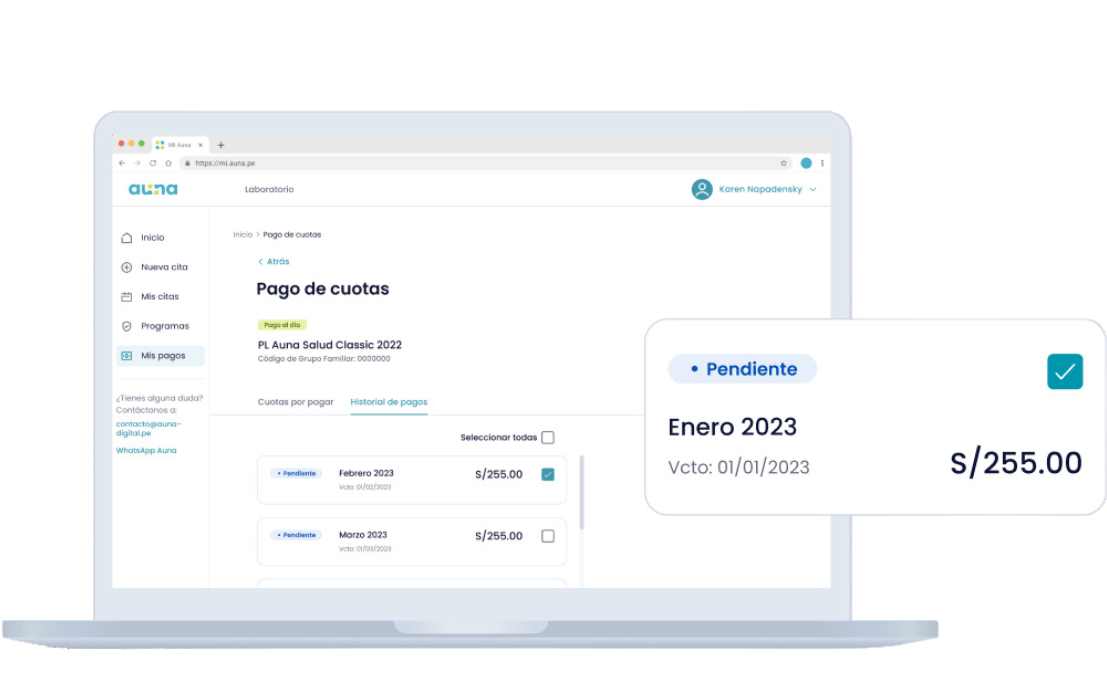 Mi Auna
https://mi.auna.pe
auna
Laboratorio
Karen Napadensky
Inicio
Nueva cita
Mis citas
Programas
Mis pagos
¿Tienes alguna duda?
Contáctanos a:
contacto@auna-
digital.pe
WhatsApp Auna
Inicio > Pago de cuotas
< Atrás
Pago de cuotas
Pago al día
PL Auna Salud Classic 2022
Código de Grupo Familiar: 0000000
Cuotas por pagar
Historial de pagos
Seleccionar todas
• Pendiente
Febrero 2023
S/255.00
Vcto: 01/02/2023
• Pendiente
Marzo 2023
S/255.00
Vcto: 01/03/2023
• Pendiente
Enero 2023
Vcto: 01/01/2023
S/255.00